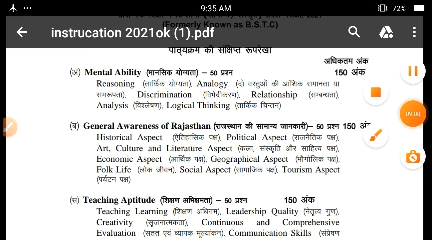 9:35 AM
72%
(Formerly Known as B.S.T.C)
instrucation 2021ok (1).pdf
पाठ्यक्रम की संक्षिप्त रूपरेखा
अधिकतम अंक
(अ) Mental Ability (मानसिक योग्यता) – 50 प्रश्न 150 अंक
Reasoning (तार्किक योग्यता), Analogy (दो वस्तुओं की आंशिक समानता या
समरूपता), Discrimination (विभेदीकरण), Relationship (सम्बन्धता),
Analysis (विश्लेषण), Logical Thinking (तार्किक चिन्तन)
(ब) General Awareness of Rajasthan (राजस्थान की सामान्य जानकारी)– 50 प्रश्न 150 अंक
Historical Aspect (ऐतिहासिक पक्ष), Political Aspect (राजनैतिक पक्ष),
Art, Culture and Literature Aspect (कला, संस्कृति और साहित्य पक्ष),
Economic Aspect (आर्थिक पक्ष), Geographical Aspect (भौगोलिक पक्ष),
Folk Life (लोक जीवन), Social Aspect (सामाजिक पक्ष), Tourism Aspect
(पर्यटन पक्ष)
(स) Teaching Aptitude (शिक्षण अभिक्षमता) – 50 प्रश्न 150 अंक
Teaching Learning (शिक्षण अधिगम), Leadership Quality (नेतृत्व गुण),
Creativity (सृजनात्मकता), Continuous and Comprehensive
Evaluation (सतत एवं व्यापक मूल्यांकन), Communication Skills (संप्रेषण